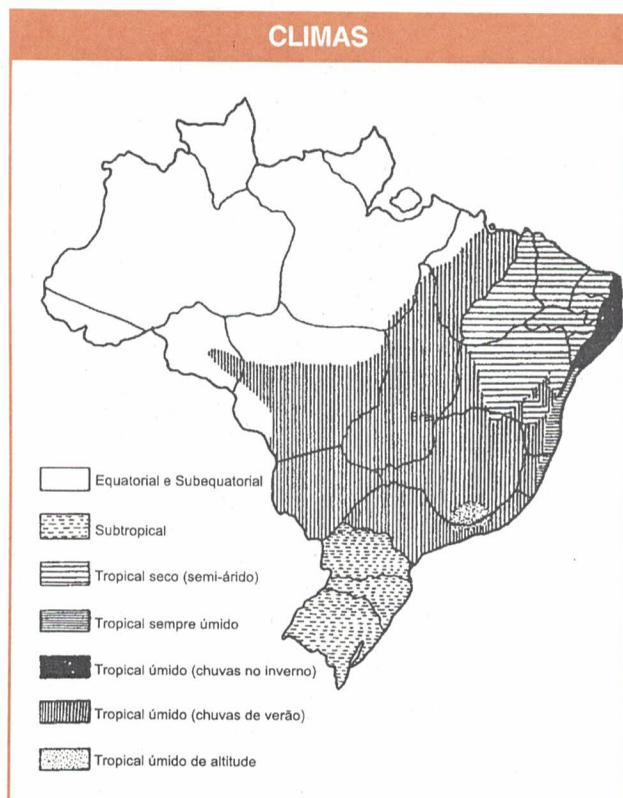 CLIMAS
Equatorial e Subequatorial
Subtropical
Tropical seco (semi-árido)
Tropical sempre úmido
Tropical úmido (chuvas no inverno)
Tropical úmido (chuvas de verão)
Tropical úmido de altitude